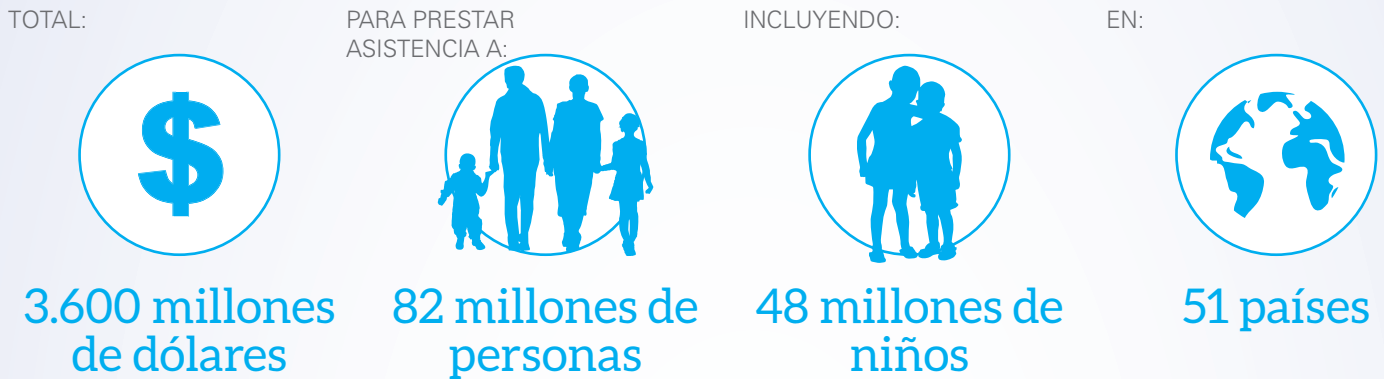 TOTAL:
PARA PRESTAR
ASISTENCIA A:
INCLUYENDO:
EN:
$
3.600 millones
de dólares
82 millones de
personas
48 millones de
niños
51 países